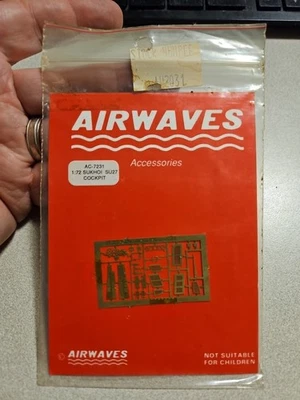 AIRWAVES
Accessories
AC-7231
1:72 SUKHOI SU27
COCKPIT
© AIRWAVES
NOT SUITABLE
FOR CHILDREN